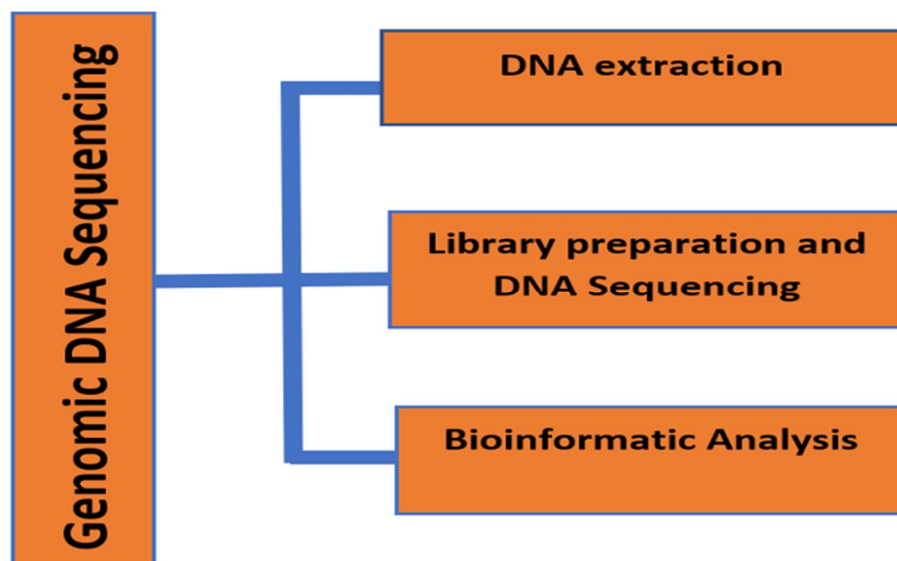 Genomic DNA Sequencing
DNA extraction
Library preparation and
DNA Sequencing
Bioinformatic Analysis